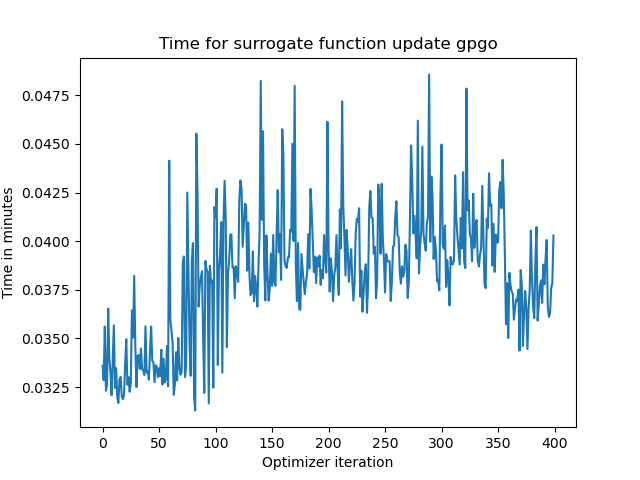 Time for surrogate function update gpgo
Time in minutes
0.0475
0.0450
0.0425
0.0400
0.0375
0.0350
0.0325
0 50 100 150 200 250 300 350 400
Optimizer iteration